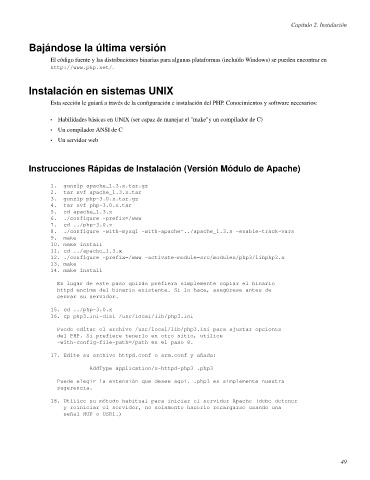 Capítulo 2. Instalación
Bajándose la última versión
El código fuente y las distribuciones binarias para algunas plataformas (incluído Windows) se pueden encontrar en
http://www.php.net/.
Instalación en sistemas UNIX
Esta sección le guiará a través de la configuración e instalación del PHP. Conocimientos y software necesarios:
• Habilidades básicas en UNIX (ser capaz de manejar el "make"y un compilador de C)
• Un compilador ANSI de C
• Un servidor web
Instrucciones Rápidas de Instalación (Versión Módulo de Apache)
1. gunzip apache_1.3.x.tar.gz
2. tar xvf apache_1.3.x.tar
3. gunzip php-3.0.x.tar.gz
4. tar xvf php-3.0.x.tar
5. cd apache_1.3.x
6. ./configure -prefix=/www
7. cd ../php-3.0.x
8. ./configure -with-mysql -with-apache=../apache_1.3.x -enable-track-vars
9. make
10. make install
11. cd ../apache_1.3.x
12. ./configure -prefix=/www -activate-module=src/modules/php3/libphp3.a
13. make
14. make install
En lugar de este paso quizás prefiera simplemente copiar el binario
httpd encima del binario existente. Si lo hace, asegúrese antes de
cerrar su servidor.
15. cd ../php-3.0.x
16. cp php3.ini-dist /usr/local/lib/php3.ini
Puede editar el archivo /usr/local/lib/php3.ini para ajustar opciones
del PHP. Si prefiere tenerlo en otro sitio, utilice
-with-config-file-path=/path en el paso 8.
17. Edite su archivo httpd.conf o srm.conf y añada:
AddType application/x-httpd-php3 .php3
Puede elegir la extensión que desee aquí. .php3 es simplemente nuestra
sugerencia.
18. Utilice su método habitual para iniciar el servidor Apache (debe detener
y reiniciar el servidor, no solamente hacerlo recargarse usando una
señal HUP o USR1.)
49